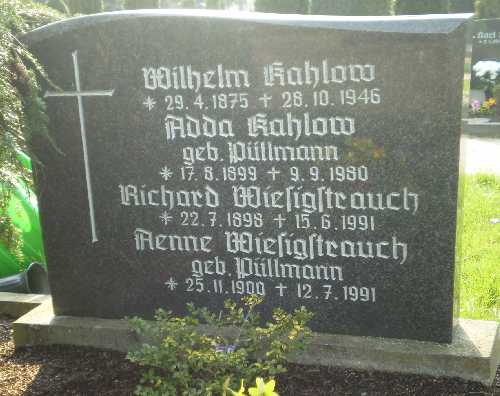 Wilhelm Kahlow
* 29. 4. 1875 + 28. 10. 1946
Adda Kahlow
geb. Püllmann
* 17. 8. 1899 + 9. 9. 1980
Richard Wiesigstrauch
* 22. 7. 1898 + 15. 6. 1991
Aenne Wiesigstrauch
geb. Püllmann
* 25. 11. 1900 + 12. 7. 1991